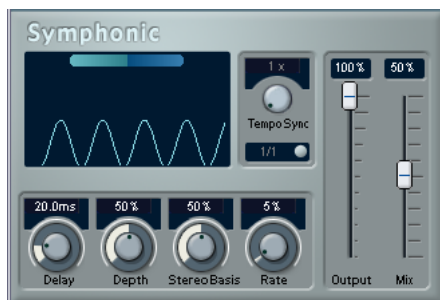 Symphonic
1 x
100 %
50 %
Tempo Sync
1/1
20.0ms
50 %
50 %
5 %
Delay
Depth
Stereo Basis
Rate
Output
Mix